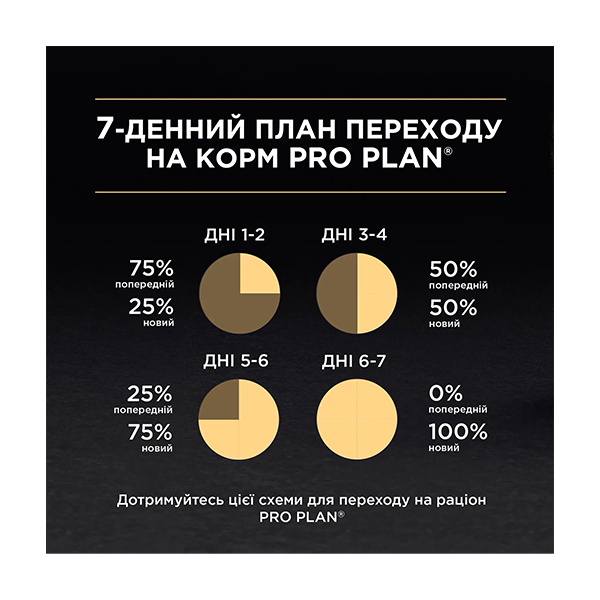 7-ДЕННИЙ ПЛАН ПЕРЕХОДУ
НА КОРМ PRO PLAN®
ДНІ 1-2
75%
попередній
25%
новий
ДНІ 3-4
50%
попередній
50%
новий
ДНІ 5-6
25%
попередній
75%
новий
ДНІ 6-7
0%
попередній
100%
новий
Дотримуйтесь цієї схеми для переходу на раціон
PRO PLAN®